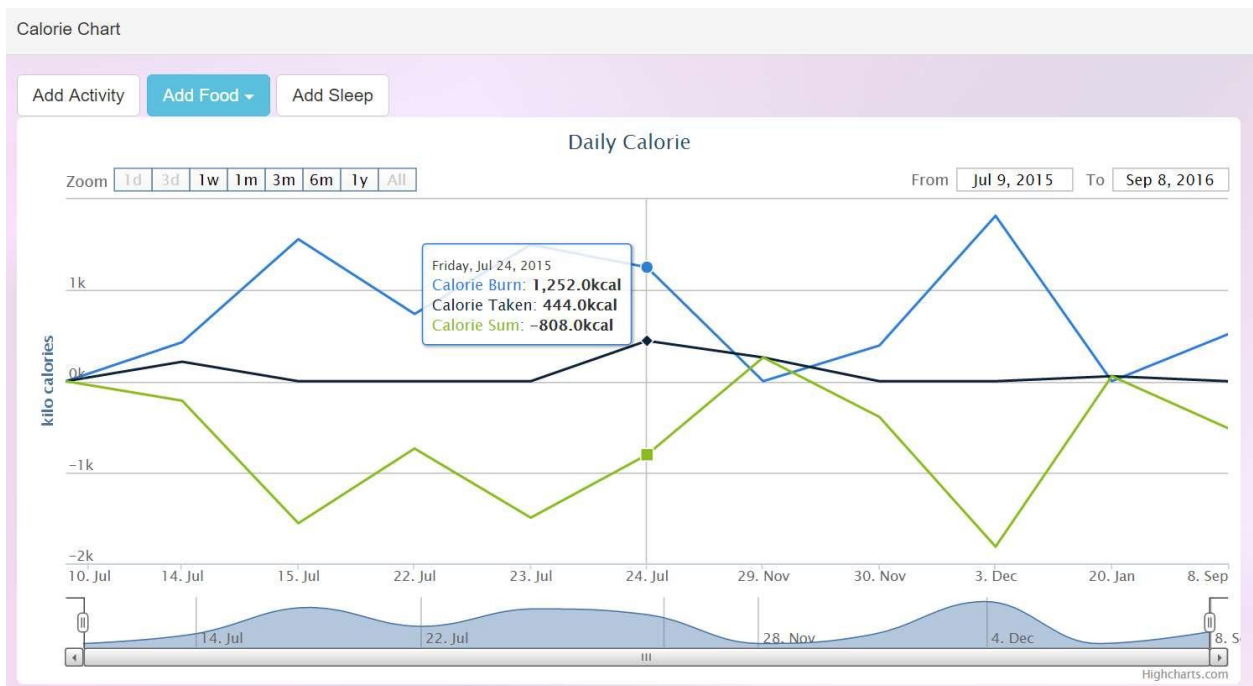 Calorie Chart
Add Activity Add Food Add Sleep
Daily Calorie
Zoom 1d 3d 1w 1m 3m 6m 1y All From Jul 9, 2015 To Sep 8, 2016
Friday, Jul 24, 2015
Calorie Burn: 1,252.0kcal
Calorie Taken: 444.0kcal
Calorie Sum: -808.0kcal
1k
0k
-1k
-2k
kilo calories
10. Jul 14. Jul 15. Jul 22. Jul 23. Jul 24. Jul 29. Nov 30. Nov 3. Dec 20. Jan 8. Sep
14. Jul 22. Jul 28. Nov 4. Dec 8. S
Highcharts.com